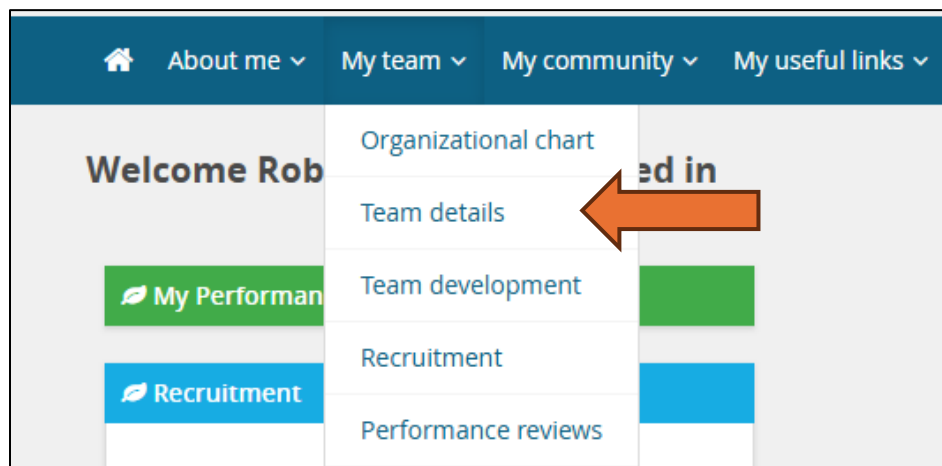 About me My team My community My useful links
Organizational chart
Welcome Rob ed in
Team details
Team development
My Performan
Recruitment
Recruitment
Performance reviews